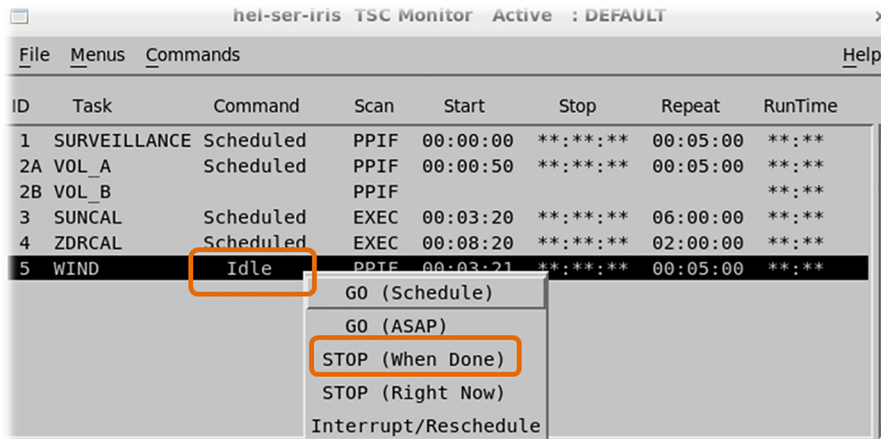 hel-ser-iris TSC Monitor Active : DEFAULT
File Menus Commands Help
ID Task Command Scan Start Stop Repeat RunTime
1 SURVEILLANCE Scheduled PPIF 00:00:00 **:**:** 00:05:00 **:**
2A VOL_A Scheduled PPIF 00:00:50 **:**:** 00:05:00 **:**
2B VOL_B PPIF **:**
3 SUNCAL Scheduled EXEC 00:03:20 **:**:** 06:00:00 **:**
4 ZDRCAL Scheduled EXEC 00:08:20 **:**:** 02:00:00 **:**
5 WIND Idle PPIF 00:03:21 **:**:** 00:05:00 **:**
GO (Schedule)
GO (ASAP)
STOP (When Done)
STOP (Right Now)
Interrupt/Reschedule